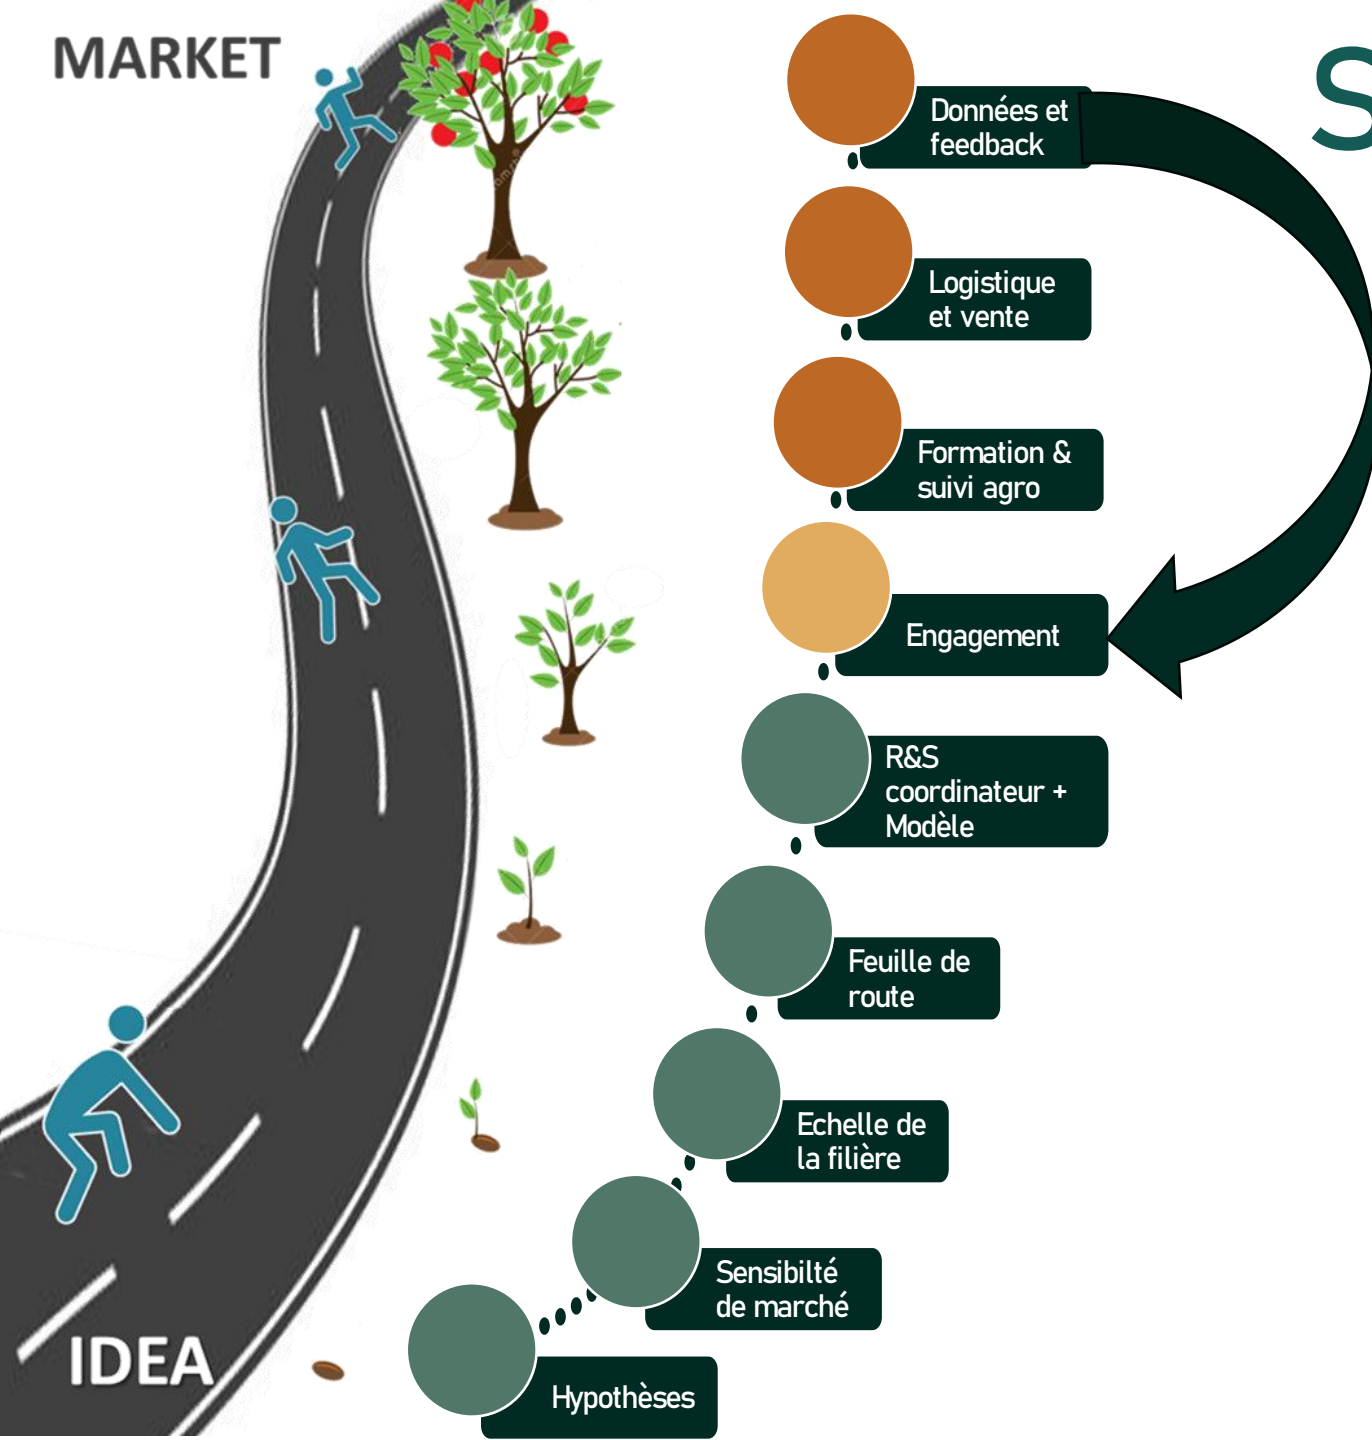 MARKET
S
Données et
feedback
Logistique
et vente
Formation &
suivi agro
Engagement
R&S
coordinateur +
Modèle
Feuille de
route
Echelle de
la filière
Sensibilté
de marché
Hypothèses
IDEA